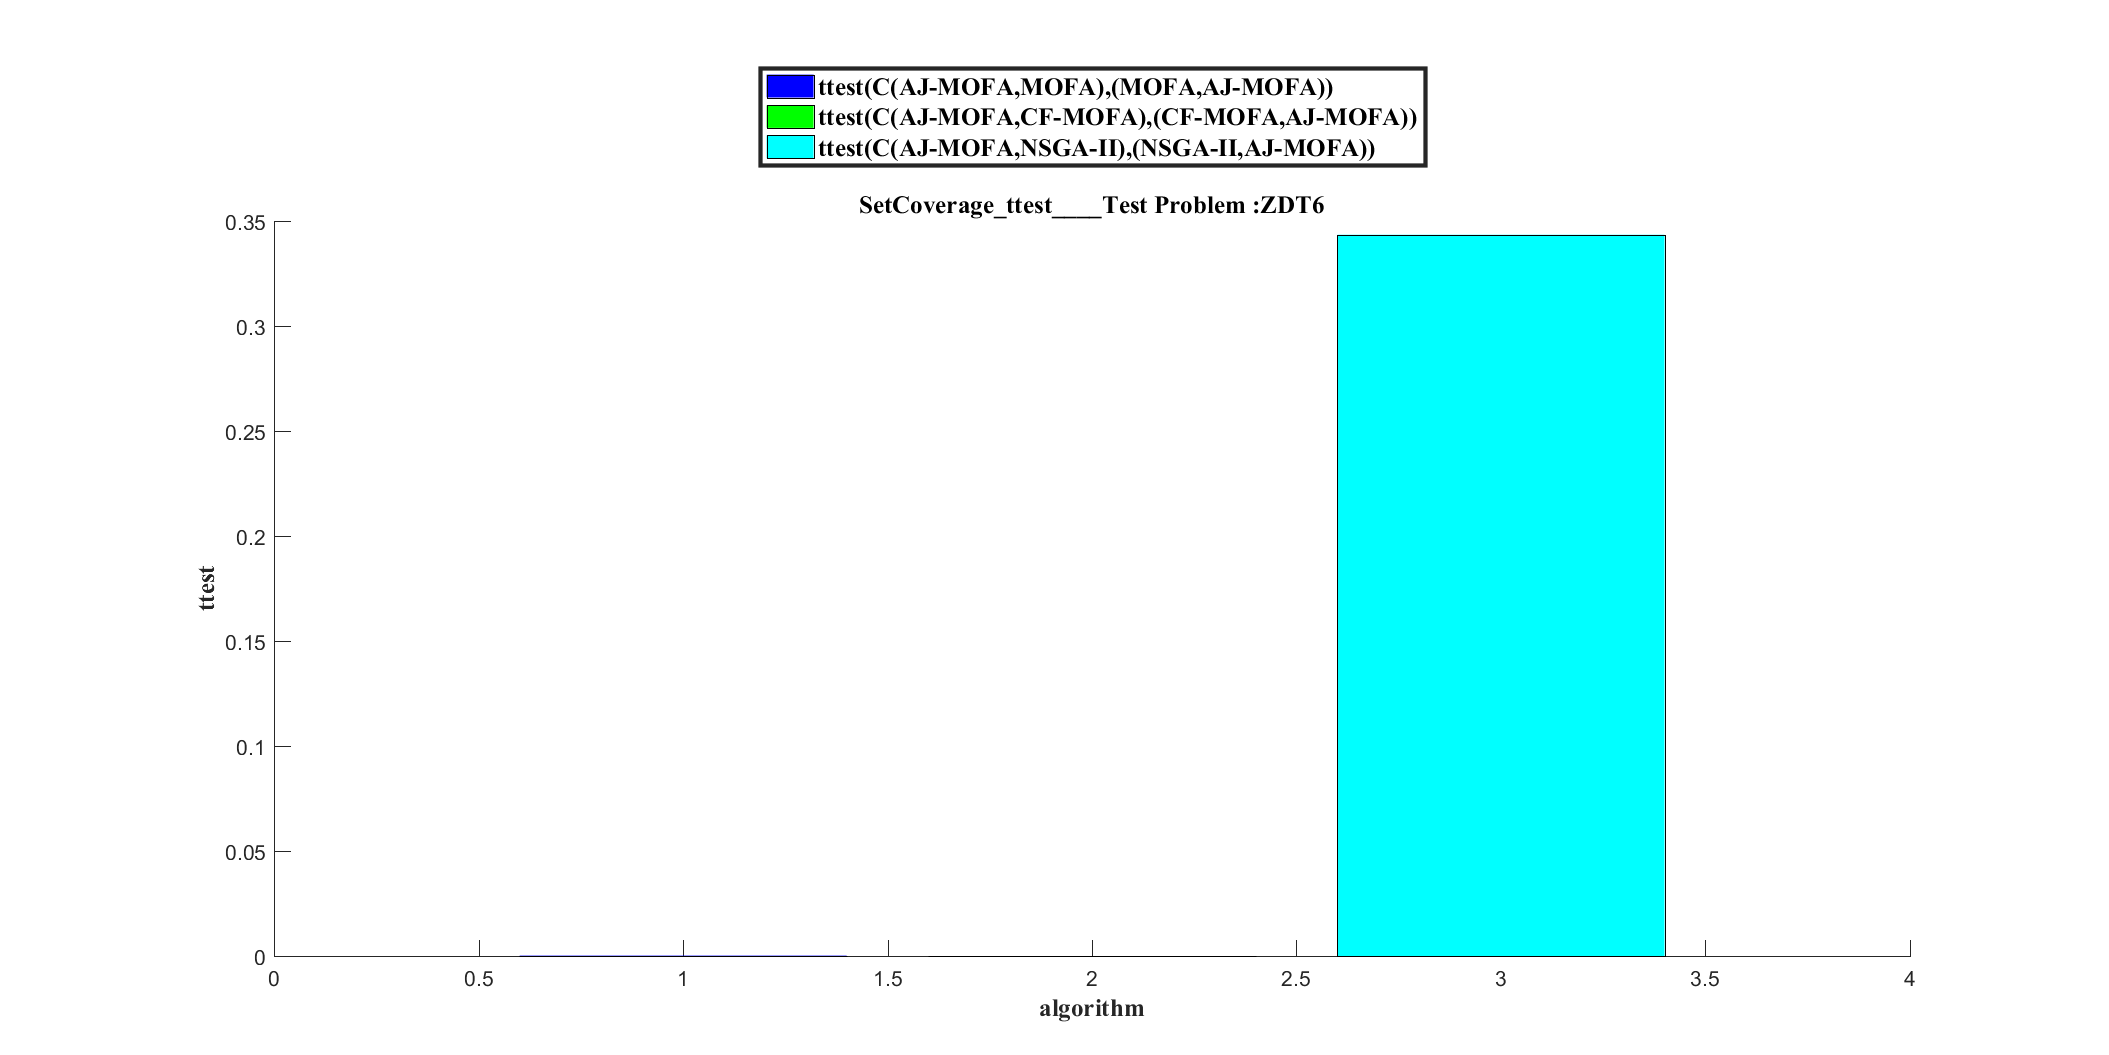 ttest(C(AJ-MOFA,MOFA),(MOFA,AJ-MOFA))
ttest(C(AJ-MOFA,CF-MOFA),(CF-MOFA,AJ-MOFA))
ttest(C(AJ-MOFA,NSGA-II),(NSGA-II,AJ-MOFA))
SetCoverage_ttest____Test Problem :ZDT6
0.35
0.3
0.25
0.2
0.15
0.1
0.05
0
ttest
0 0.5 1 1.5 2 2.5 3 3.5 4
algorithm